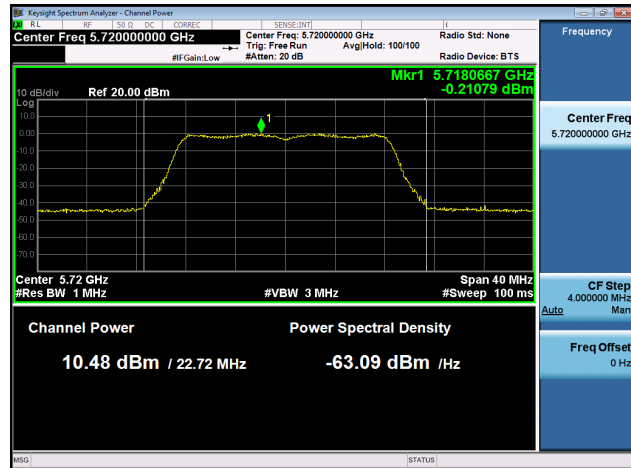 Keysight Spectrum Analyzer - Channel Power
RL RF 50 Ω DC CORREC SENSE:INT
Center Freq 5.720000000 GHz
#IFGain:Low
Center Freq: 5.720000000 GHz
Trig: Free Run Avg|Hold: 100/100
#Atten: 20 dB
Radio Std: None
Radio Device: BTS
Mkr1 5.7180667 GHz
-0.21079 dBm
10 dB/div Ref 20.00 dBm
Log
10.0
0.00
-10.0
-20.0
-30.0
-40.0
-50.0
-60.0
-70.0
1
Center 5.72 GHz Span 40 MHz
#Res BW 1 MHz #VBW 3 MHz #Sweep 100 ms
Channel Power Power Spectral Density
10.48 dBm / 22.72 MHz -63.09 dBm /Hz
MSG STATUS
Frequency
Center Freq
5.720000000 GHz
CF Step
4.000000 MHz
Auto Man
Freq Offset
0 Hz